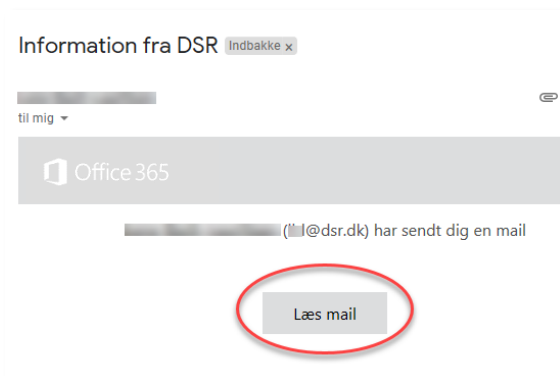 Information fra DSR Indbakke x
til mig
Office 365
@dsr.dk) har sendt dig en mail
Læs mail